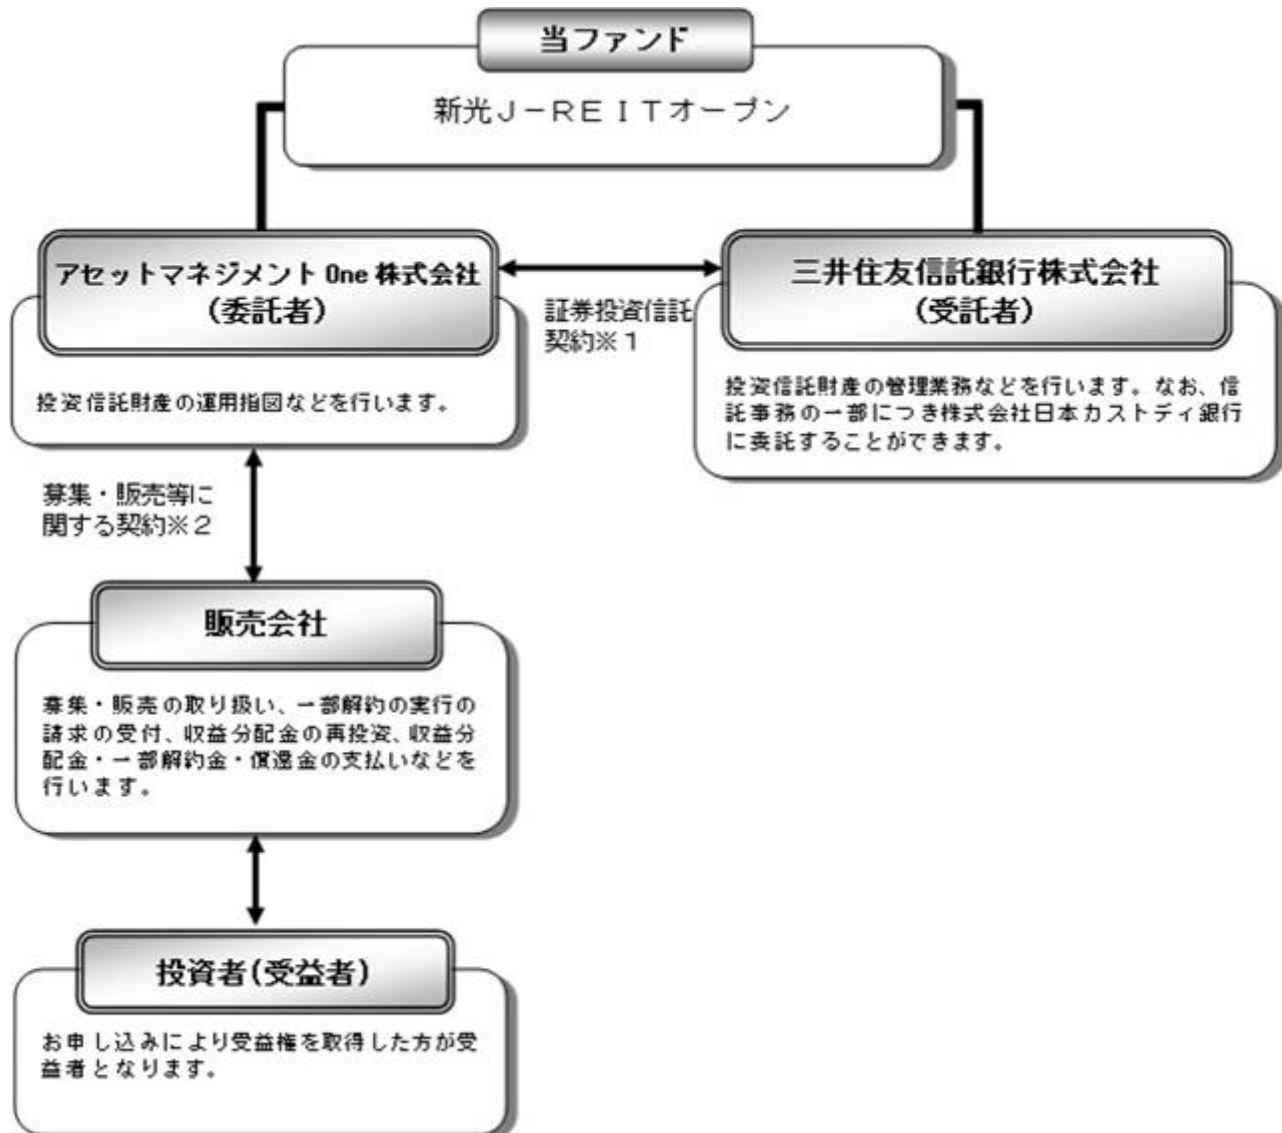 当ファンド
新光J－REITオープン
アセットマネジメントOne株式会社
(委託者)
投資信託財産の運用指図などを行います。
証券投資信託
契約※1
三井住友信託銀行株式会社
(受託者)
投資信託財産の管理業務などを行います。なお、信
託事務の一部につき株式会社日本カストディ銀行
に委託することができます。
募集・販売等に
関する契約※2
販売会社
募集・販売の取り扱い、一部解約の実行の
請求の受付、収益分配金の再投資、収益分
配金・一部解約金・償還金の支払いなどを
行います。
投資者(受益者)
お申し込みにより受益権を取得した方が受
益者となります。